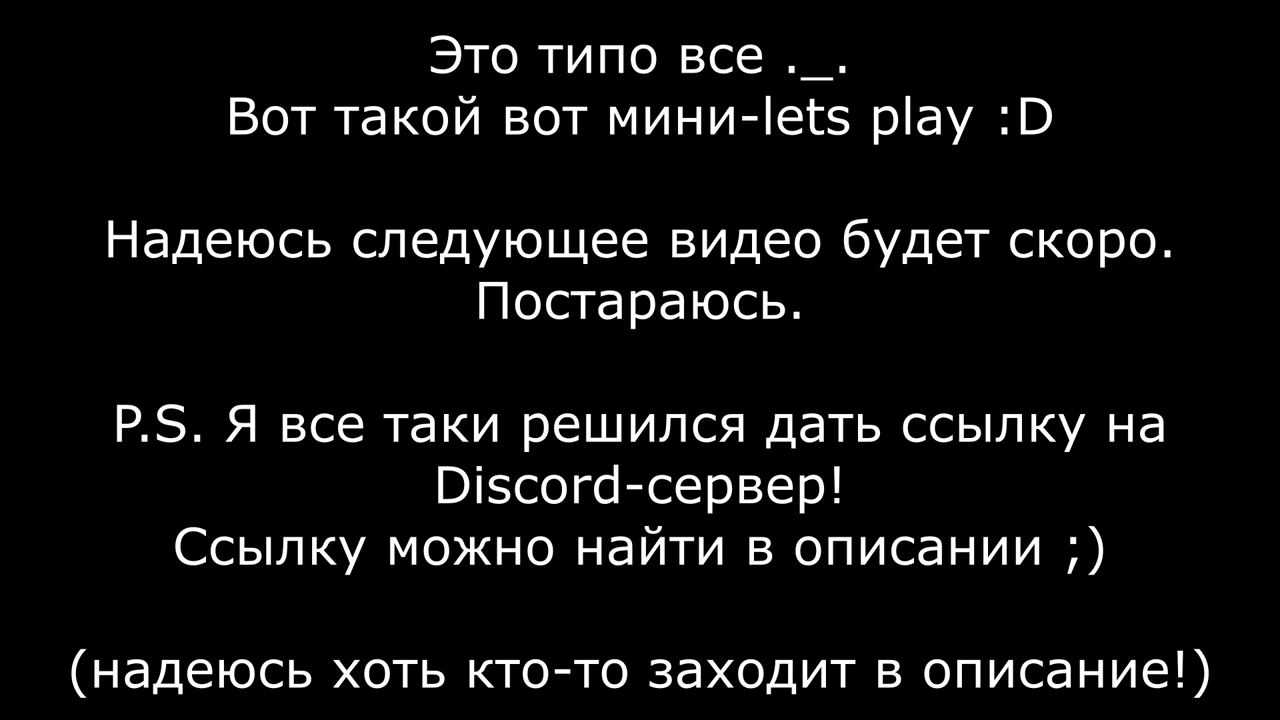 Это типо все ._.
Вот такой вот мини-lets play :D
Надеюсь следующее видео будет скоро.
Постараюсь.
P.S. Я все таки решился дать ссылку на
Discord-сервер!
Ссылку можно найти в описании ;)
(надеюсь хоть кто-то заходит в описание!)